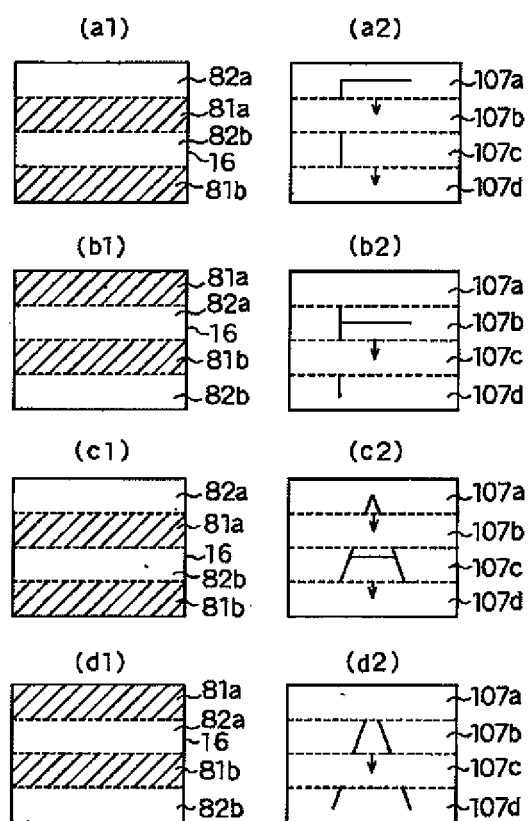 (a1) (a2)
82a 107a
81a 107b
82b
16 107c
81b 107d
(b1) (b2)
81a 107a
82a 107b
16
81b 107c
82b 107d
(c1) (c2)
82a 107a
81a 107b
16
82b 107c
81b 107d
(d1) (d2)
81a 107a
82a 107b
16
81b 107c
82b 107d